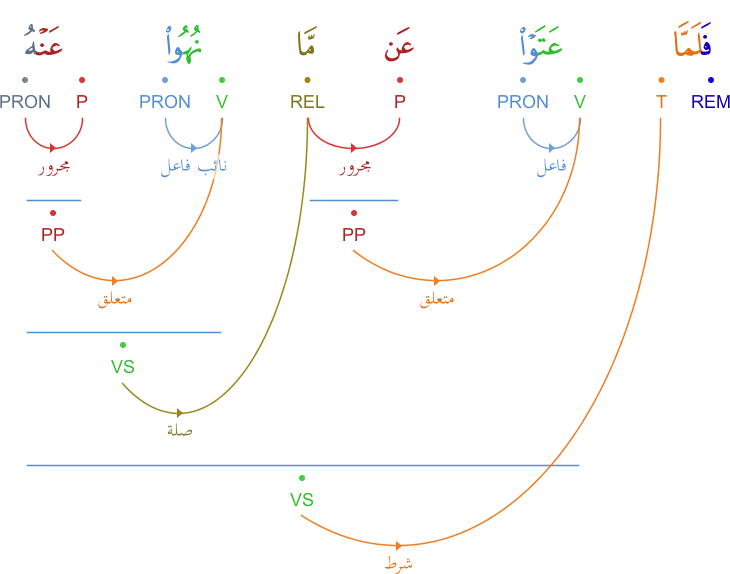 فَلَمَّا عَتَوْا۟ عَن مَّا نُهُوا۟ عَنْهُ
REM T V PRON P REL V PRON P PRON
فاعل مجرور نائب فاعل مجرور
PP PP
متعلق متعلق
VS
صلة
VS
شرط